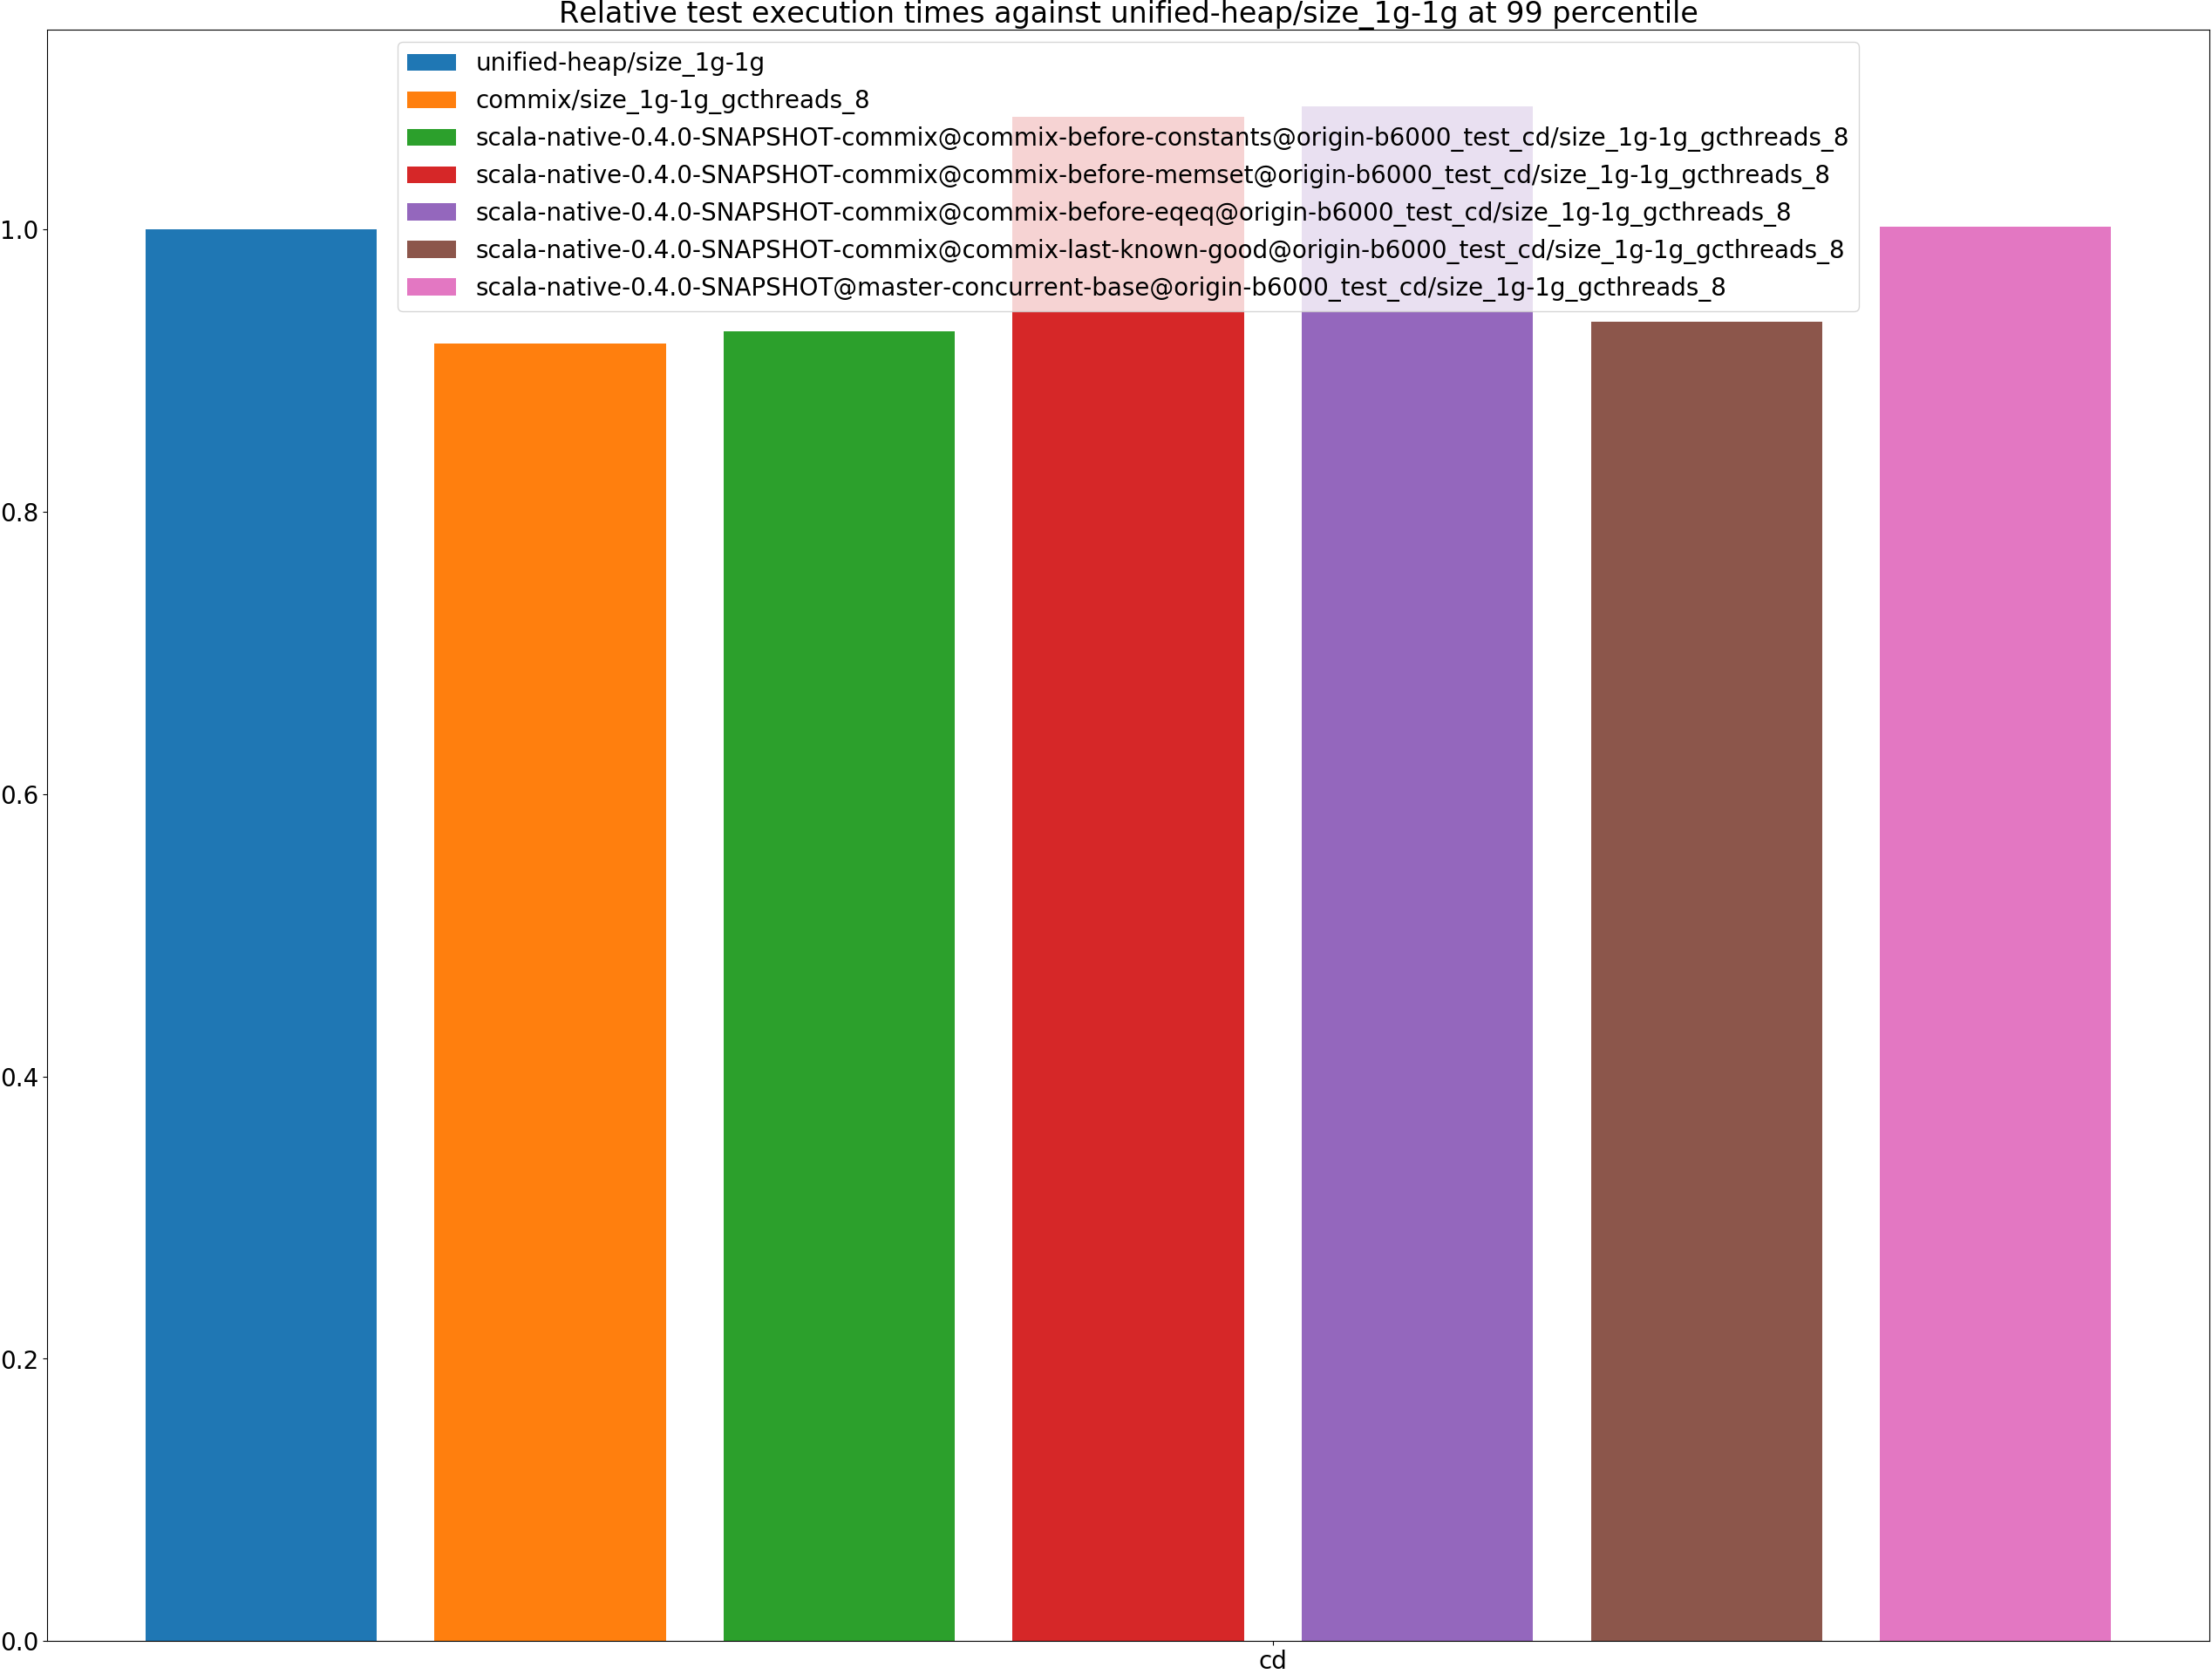 Relative test execution times against unified-heap/size_1g-1g at 99 percentile
unified-heap/size_1g-1g
commix/size_1g-1g_gcthreads_8
scala-native-0.4.0-SNAPSHOT-commix@commix-before-constants@origin-b6000_test_cd/size_1g-1g_gcthreads_8
scala-native-0.4.0-SNAPSHOT-commix@commix-before-memset@origin-b6000_test_cd/size_1g-1g_gcthreads_8
scala-native-0.4.0-SNAPSHOT-commix@commix-before-eqeq@origin-b6000_test_cd/size_1g-1g_gcthreads_8
scala-native-0.4.0-SNAPSHOT-commix@commix-last-known-good@origin-b6000_test_cd/size_1g-1g_gcthreads_8
scala-native-0.4.0-SNAPSHOT@master-concurrent-base@origin-b6000_test_cd/size_1g-1g_gcthreads_8
1.0
0.8
0.6
0.4
0.2
0.0
cd